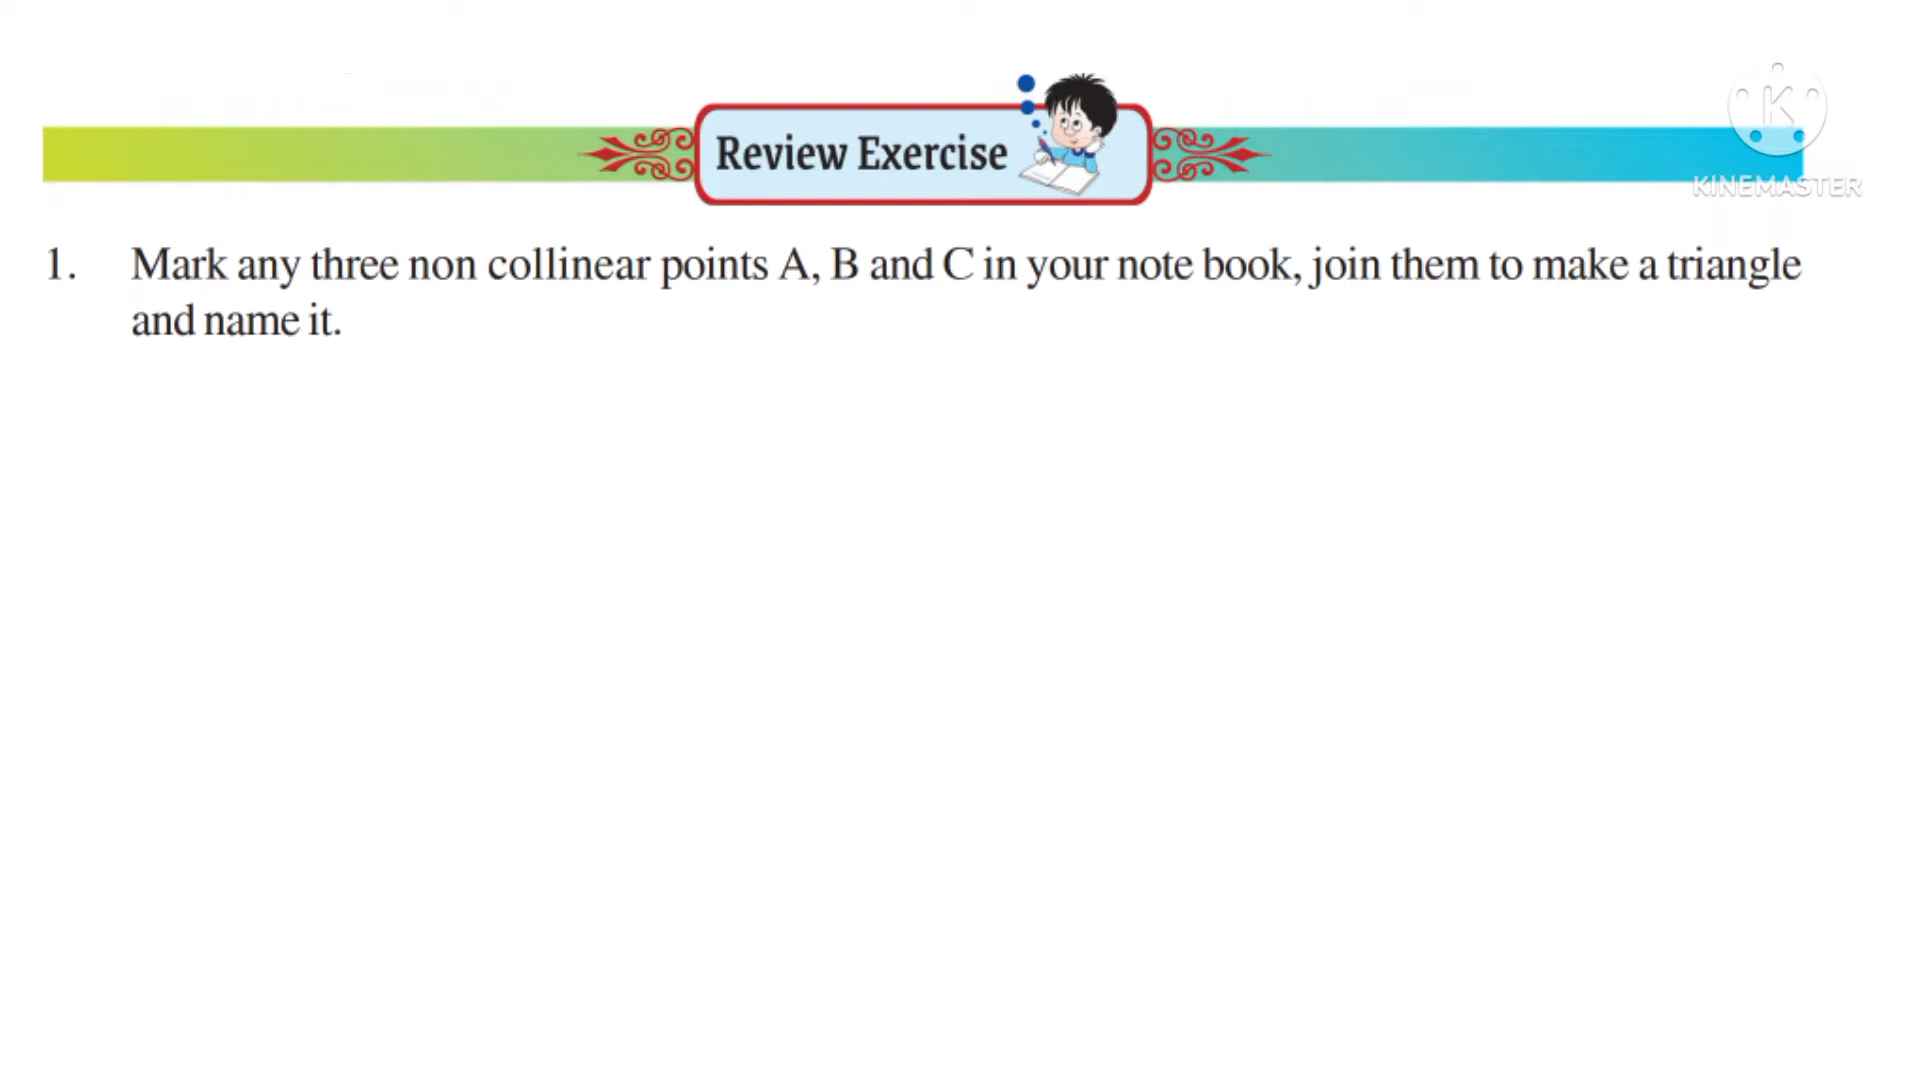 Review Exercise
KINEMASTER
1. Mark any three non collinear points A, B and C in your note book, join them to make a triangle
and name it.